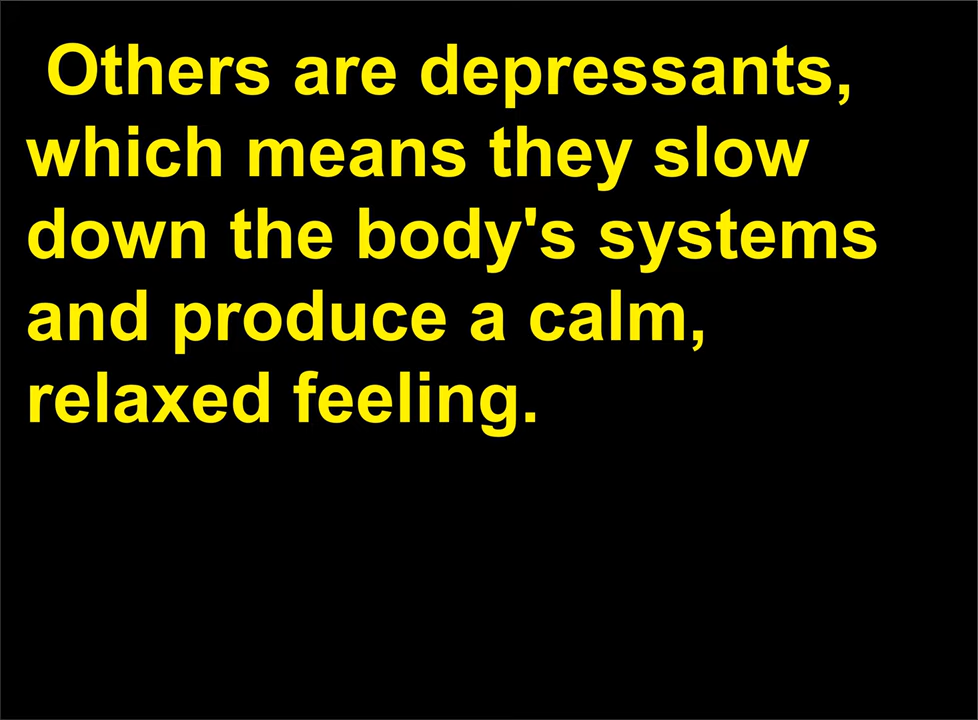 Others are depressants,
which means they slow
down the body's systems
and produce a calm,
relaxed feeling.